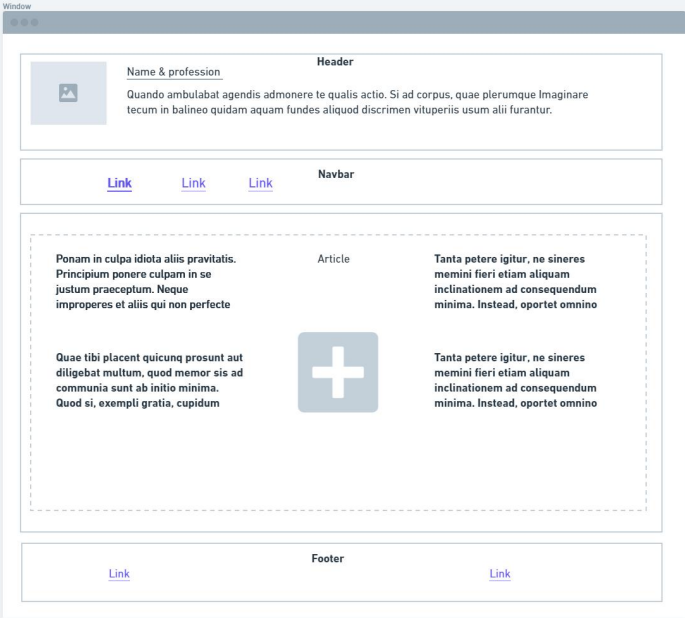 Window
Header
Name & profession
Quando ambulabat agendis admonere te qualis actio. Si ad corpus, quae plerumque Imaginare
tecum in balineo quidam aquam fundes aliquod discrimen vituperiis usum alii furantur.
Navbar
Link
Link
Link
Ponam in culpa idiota aliis pravitatis.
Principium ponere culpam in se
justum praeceptum. Neque
improperes et aliis qui non perfecte
Article
Tanta petere igitur, ne sineres
memini fieri etiam aliquam
inclinationem ad consequendum
minima. Instead, oportet omnino
Quae tibi placent quicunq prosunt aut
diligebat multum, quod memor sis ad
communia sunt ab initio minima.
Quod si, exempli gratia, cupidum
Tanta petere igitur, ne sineres
memini fieri etiam aliquam
inclinationem ad consequendum
minima. Instead, oportet omnino
Footer
Link
Link